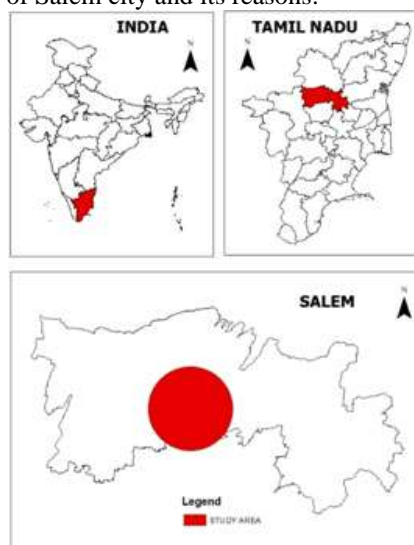 of Salem city and its reasons.
INDIA
N
TAMIL NADU
N
SALEM
N
Legend
STUDY AREA